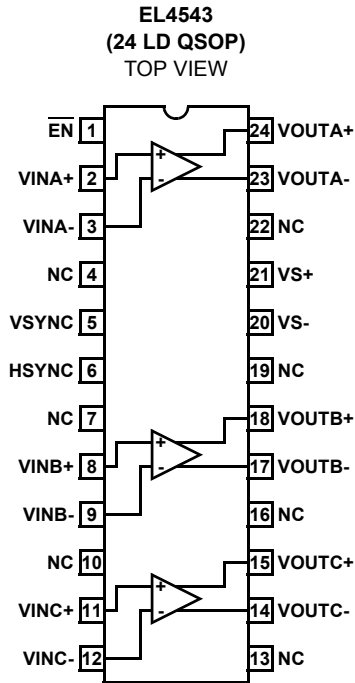 EL4543
(24 LD QSOP)
TOP VIEW
EN 1
24 VOUTA+
VINA+ 2
+
-
23 VOUTA-
VINA- 3
22 NC
NC 4
21 VS+
VSYNC 5
20 VS-
HSYNC 6
19 NC
NC 7
18 VOUTB+
VINB+ 8
+
-
17 VOUTB-
VINB- 9
16 NC
NC 10
15 VOUTC+
VINC+ 11
+
-
14 VOUTC-
VINC- 12
13 NC